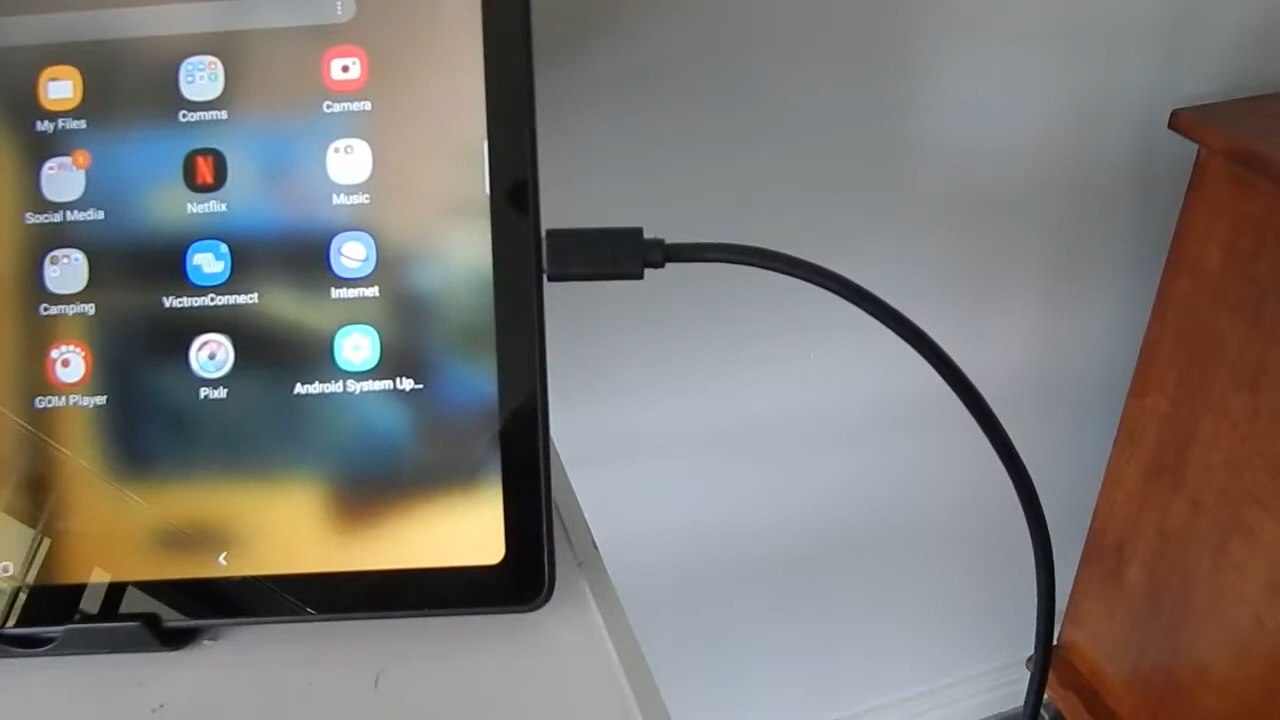 My Files
Comms
Camera
Social Media
Netflix
Music
Camping
VictronConnect
Internet
GOM Player
Pixlr
Android System Up...